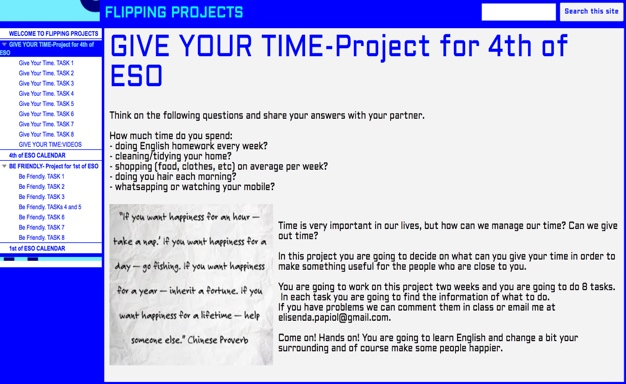 FLIPPING PROJECTS
Search this site
WELCOME TO FLIPPING PROJECTS
GIVE YOUR TIME-Project for 4th of
ESO
Give Your Time. TASK 1
Give Your Time. TASK 2
Give Your Time. TASK 3
Give Your Time. TASK 4
Give Your Time. TASK 5
Give Your Time. TASK 6
Give Your Time. TASK 7
Give Your Time. TASK 8
GIVE YOUR TIME:VIDEOS
4th of ESO CALENDAR
BE FRIENDLY- Project for 1st of ESO
Be Friendly. TASK 1
Be Friendly. TASK 2
Be Friendly. TASK 3
Be Friendly. TASKs 4 and 5
Be Friendly. TASK 6
Be Friendly. TASK 7
Be Friendly. TASK 8
1st of ESO CALENDAR
GIVE YOUR TIME-Project for 4th of
ESO
Think on the following questions and share your answers with your partner.
How much time do you spend:
- doing English homework every week?
- cleaning/tidying your home?
- shopping (food, clothes, etc) on average per week?
- doing you hair each morning?
- whatsapping or watching your mobile?
"If you want happiness for an hour —
take a nap.' If you want happiness for a
day — go fishing. If you want happiness
for a year — inherit a fortune. If you
want happiness for a lifetime — help
someone else." Chinese Proverb
Time is very important in our lives, but how can we manage our time? Can we give
out time?
In this project you are going to decide on what can you give your time in order to
make something useful for the people who are close to you.
You are going to work on this project two weeks and you are going to do 8 tasks.
In each task you are going to find the information of what to do.
If you have problems we can comment them in class or email me at
elisenda.papiol@gmail.com.
Come on! Hands on! You are going to learn English and change a bit your
surrounding and of course make some people happier.